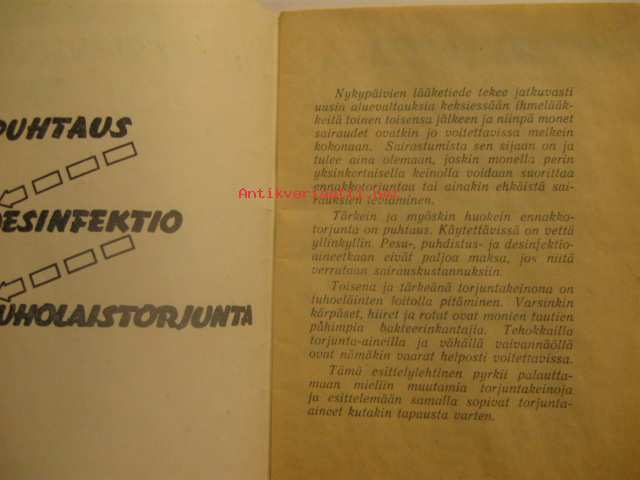 PUHTAUS
DESINFEKTIO
TUHOLAISTORJUNTA
Nykypäivien lääketiede tekee jatkuvasti
uusia aluevaltauksia keksiessään ihmelääk-
keitä toinen toisensa jälkeen ja niinpä monet
sairaudet ovatkin jo voitettavissa melkein
kokonaan. Sairastumista sen sijaan on ja
tulee aina olemaan, joskin monella perin
yksinkertaisella keinolla voidaan suorittaa
ennakkotorjuntaa tai ainakin ehkäistä sai-
rauksien leviäminen.
Tärkein ja myöskin huokein ennakko-
torjunta on puhtaus. Käytettävissä on vettä
yllinkyllin. Pesu-, puhdistus- ja desinfektio-
aineetkaan eivät paljoa maksa, jos niitä
verrataan sairauskustannuksiin.
Toisena ja tärkeänä torjuntakeinona on
tuhoeläinten loitolla pitäminen. Varsinkin
kärpäset, hiiret ja rotat ovat monien tautien
pahimpia bakteerinkantajia. Tehokkailla
torjunta-aineilla ja vähällä vaivannäöllä
ovat nämäkin vaarat helposti voitettavissa.
Tämä esittelylehtinen pyrkii palautta-
maan mieliin muutamia torjuntakeinoja
ja esittelemään samalla sopivat torjunta-
aineet kutakin tapausta varten.
Antikvariaatti.net